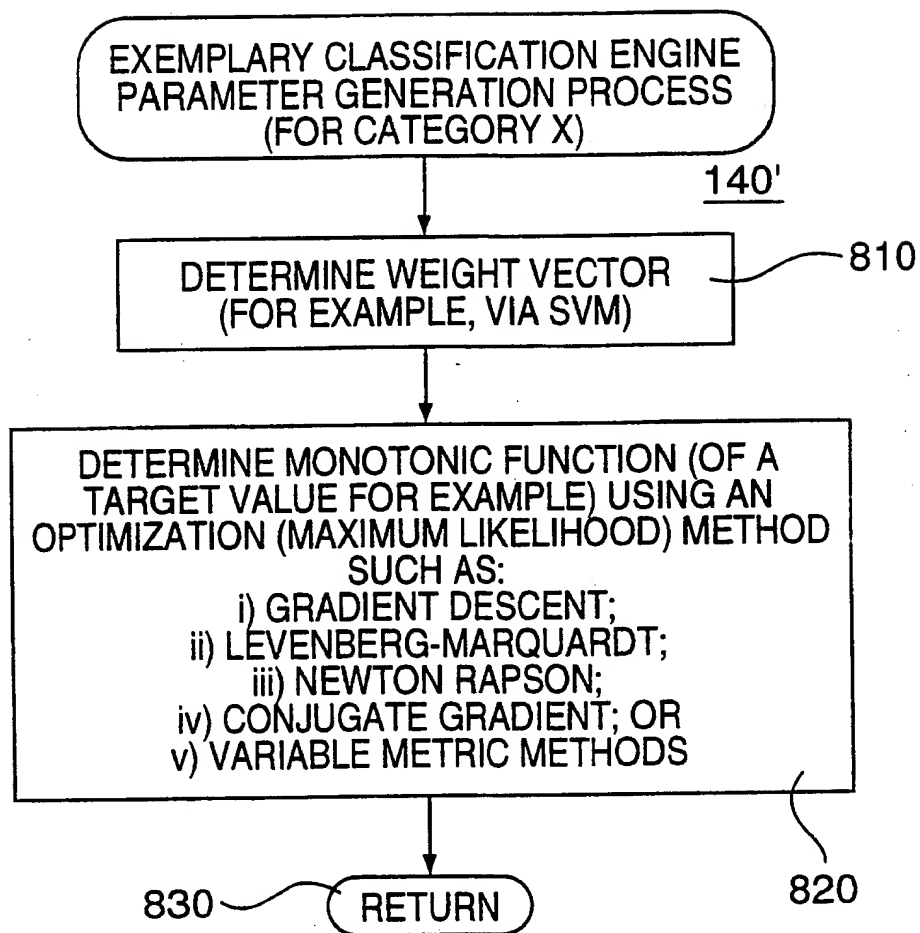 EXEMPLARY CLASSIFICATION ENGINE
PARAMETER GENERATION PROCESS
(FOR CATEGORY X)
140'
DETERMINE WEIGHT VECTOR
(FOR EXAMPLE, VIA SVM)
810
DETERMINE MONOTONIC FUNCTION (OF A
TARGET VALUE FOR EXAMPLE) USING AN
OPTIMIZATION (MAXIMUM LIKELIHOOD) METHOD
SUCH AS:
i) GRADIENT DESCENT;
ii) LEVENBERG-MARQUARDT;
iii) NEWTON RAPSON;
iv) CONJUGATE GRADIENT; OR
v) VARIABLE METRIC METHODS
820
830
RETURN